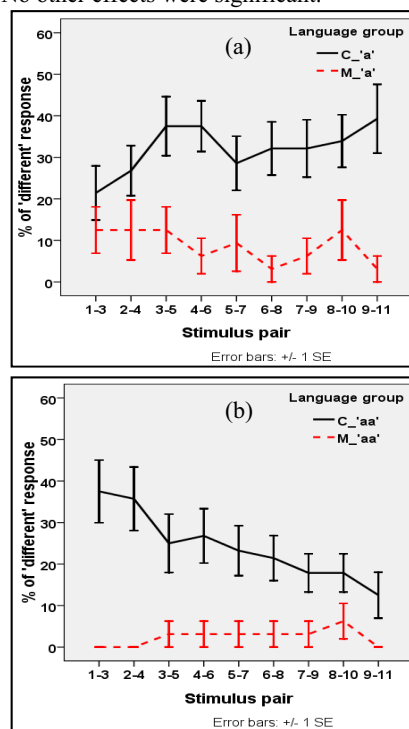 No other effects were significant.
(a)
Language group
C_'a'
M_'a'
% of 'different' response
60
50
40
30
20
10
0
1-3 2-4 3-5 4-6 5-7 6-8 7-9 8-10 9-11
Stimulus pair
Error bars: +/- 1 SE
(b)
Language group
C_'aa'
M_'aa'
% of 'different' response
60
50
40
30
20
10
0
1-3 2-4 3-5 4-6 5-7 6-8 7-9 8-10 9-11
Stimulus pair
Error bars: +/- 1 SE